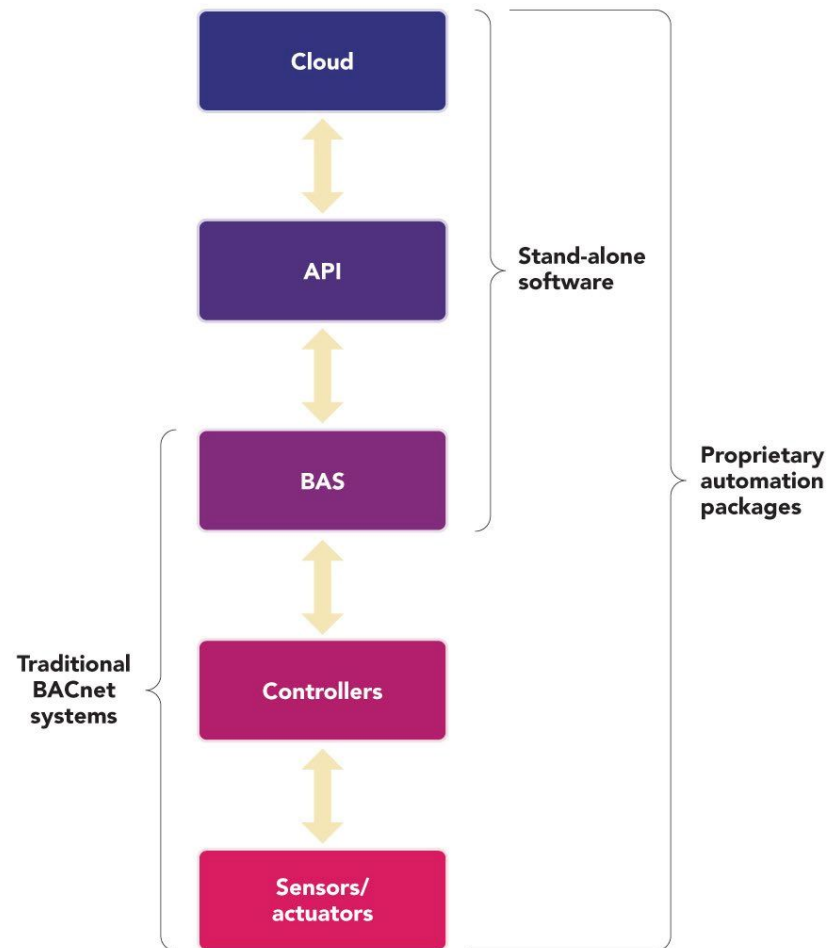 Cloud
API
Stand-alone
software
BAS
Proprietary
automation
packages
Traditional
BACnet
systems
Controllers
Sensors/
actuators